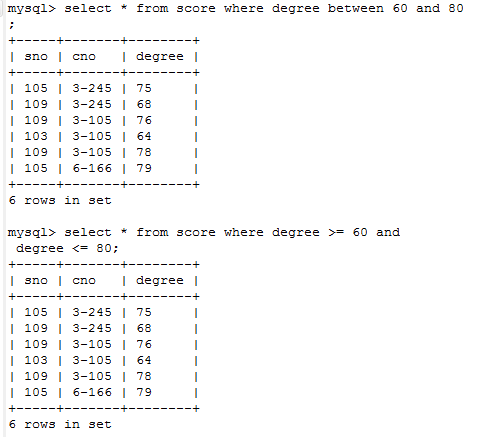 mysql> select * from score where degree between 60 and 80
;
+-----+-------+--------+
| sno | cno   | degree |
+-----+-------+--------+
| 105 | 3-245 | 75     |
| 109 | 3-245 | 68     |
| 109 | 3-105 | 76     |
| 103 | 3-105 | 64     |
| 109 | 3-105 | 78     |
| 105 | 6-166 | 79     |
+-----+-------+--------+
6 rows in set
mysql> select * from score where degree >= 60 and
 degree <= 80;
+-----+-------+--------+
| sno | cno   | degree |
+-----+-------+--------+
| 105 | 3-245 | 75     |
| 109 | 3-245 | 68     |
| 109 | 3-105 | 76     |
| 103 | 3-105 | 64     |
| 109 | 3-105 | 78     |
| 105 | 6-166 | 79     |
+-----+-------+--------+
6 rows in set